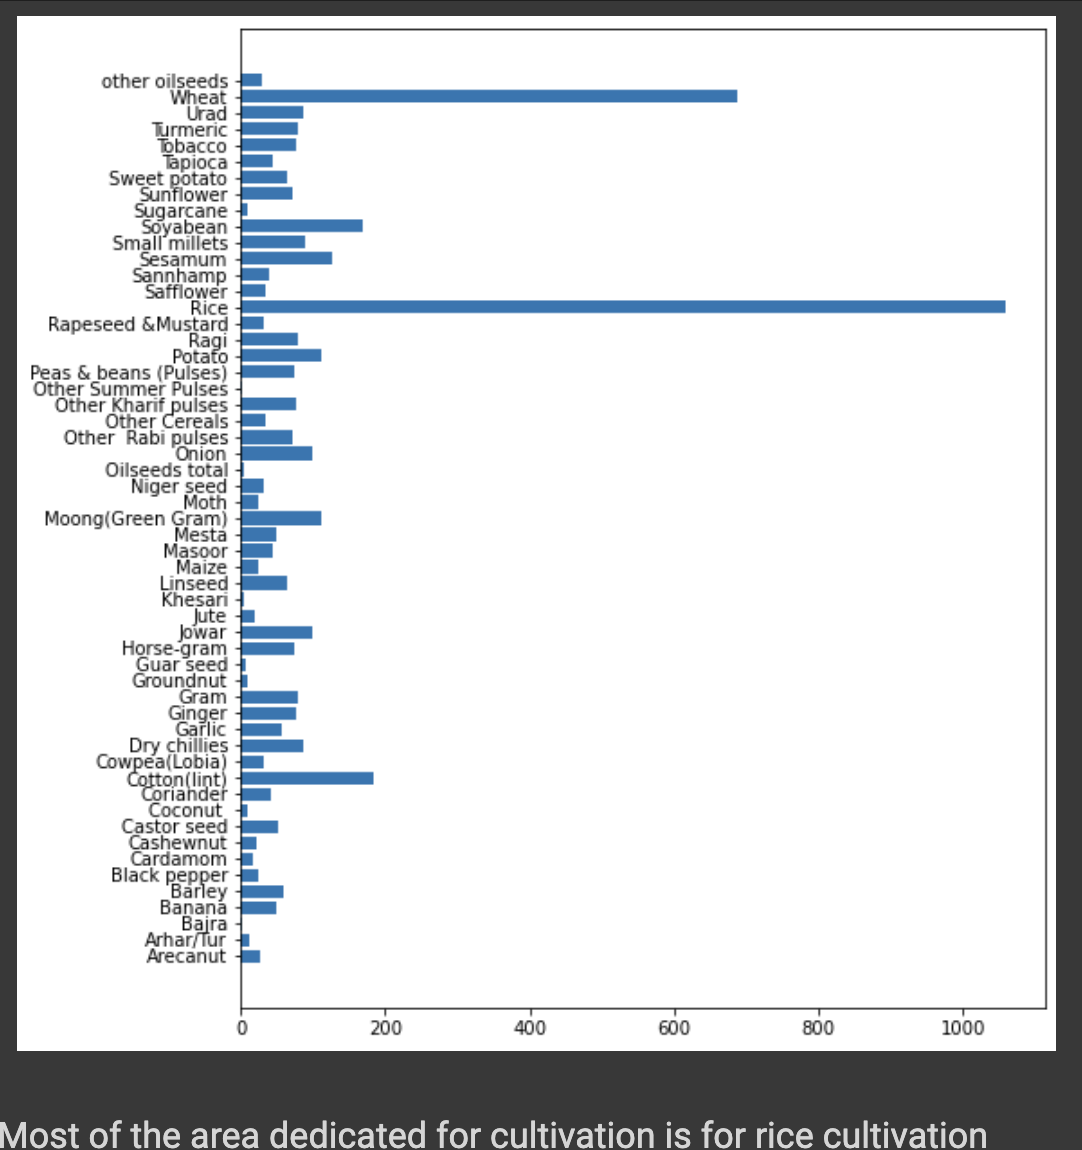 other oilseeds
Wheat
Urad
Turmeric
Tobacco
Tapioca
Sweet potato
Sunflower
Sugarcane
Soyabean
Small millets
Sesamum
Sannhamp
Safflower
Rice
Rapeseed &Mustard
Ragi
Potato
Peas & beans (Pulses)
Other Summer Pulses
Other Kharif pulses
Other Cereals
Other  Rabi pulses
Onion
Oilseeds total
Niger seed
Moth
Moong(Green Gram)
Mesta
Masoor
Maize
Linseed
Khesari
Jute
Jowar
Horse-gram
Guar seed
Groundnut
Gram
Ginger
Garlic
Dry chillies
Cowpea(Lobia)
Cotton(lint)
Coriander
Coconut
Castor seed
Cashewnut
Cardamom
Black pepper
Barley
Banana
Bajra
Arhar/Tur
Arecanut
0 200 400 600 800 1000
Most of the area dedicated for cultivation is for rice cultivation